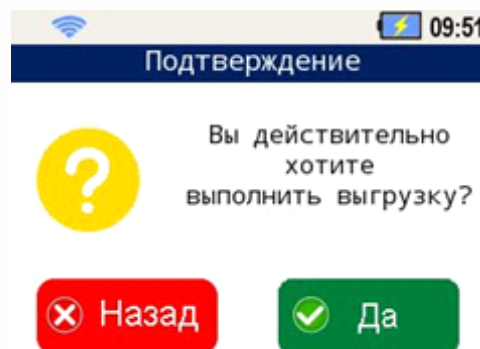 09:51
Подтверждение
Вы действительно
хотите
выполнить выгрузку?
Назад
Да